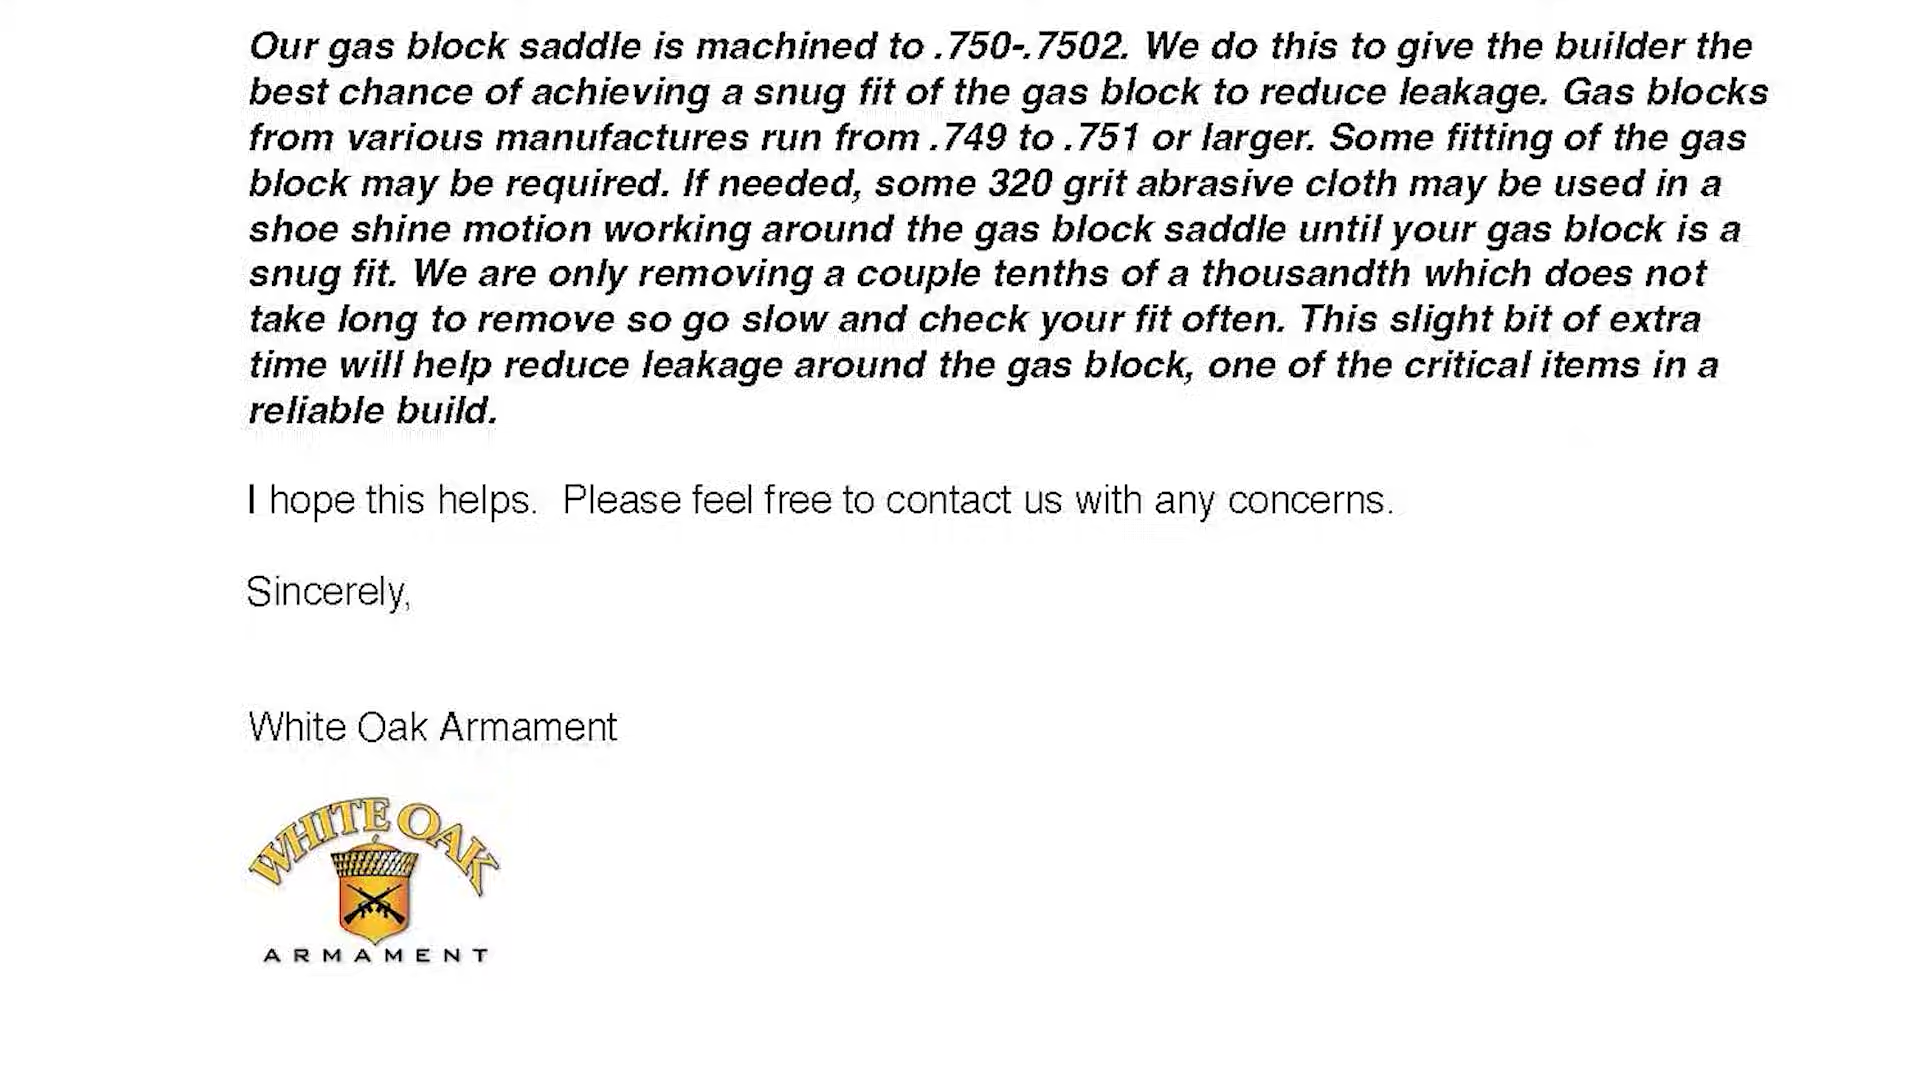 Our gas block saddle is machined to .750-.7502. We do this to give the builder the
best chance of achieving a snug fit of the gas block to reduce leakage. Gas blocks
from various manufactures run from .749 to .751 or larger. Some fitting of the gas
block may be required. If needed, some 320 grit abrasive cloth may be used in a
shoe shine motion working around the gas block saddle until your gas block is a
snug fit. We are only removing a couple tenths of a thousandth which does not
take long to remove so go slow and check your fit often. This slight bit of extra
time will help reduce leakage around the gas block, one of the critical items in a
reliable build.
I hope this helps.  Please feel free to contact us with any concerns.
Sincerely,
White Oak Armament
WHITE OAK
ARMAMENT